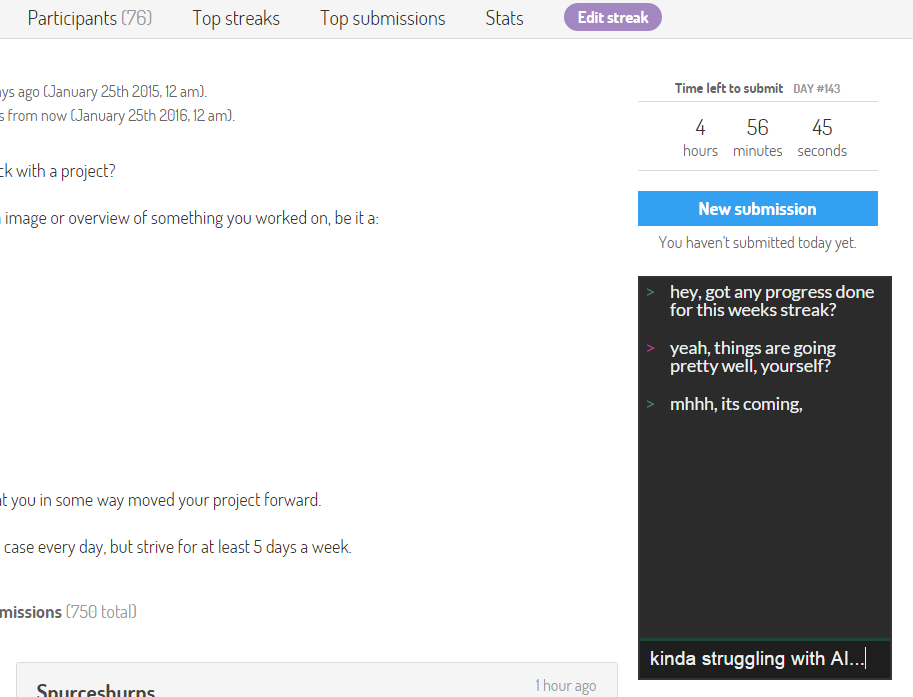 Participants (76) Top streaks Top submissions Stats Edit streak
ys ago (January 25th 2015, 12 am).
s from now (January 25th 2016, 12 am).
ck with a project?
image or overview of something you worked on, be it a:
at you in some way moved your project forward.
case every day, but strive for at least 5 days a week.
missions (750 total)
Spurcesburps
1 hour ago
Time left to submit DAY #143
4 56 45
hours minutes seconds
New submission
You haven't submitted today yet.
> hey, got any progress done
for this weeks streak?
> yeah, things are going
pretty well, yourself?
> mhhh, its coming,
kinda struggling with AI...